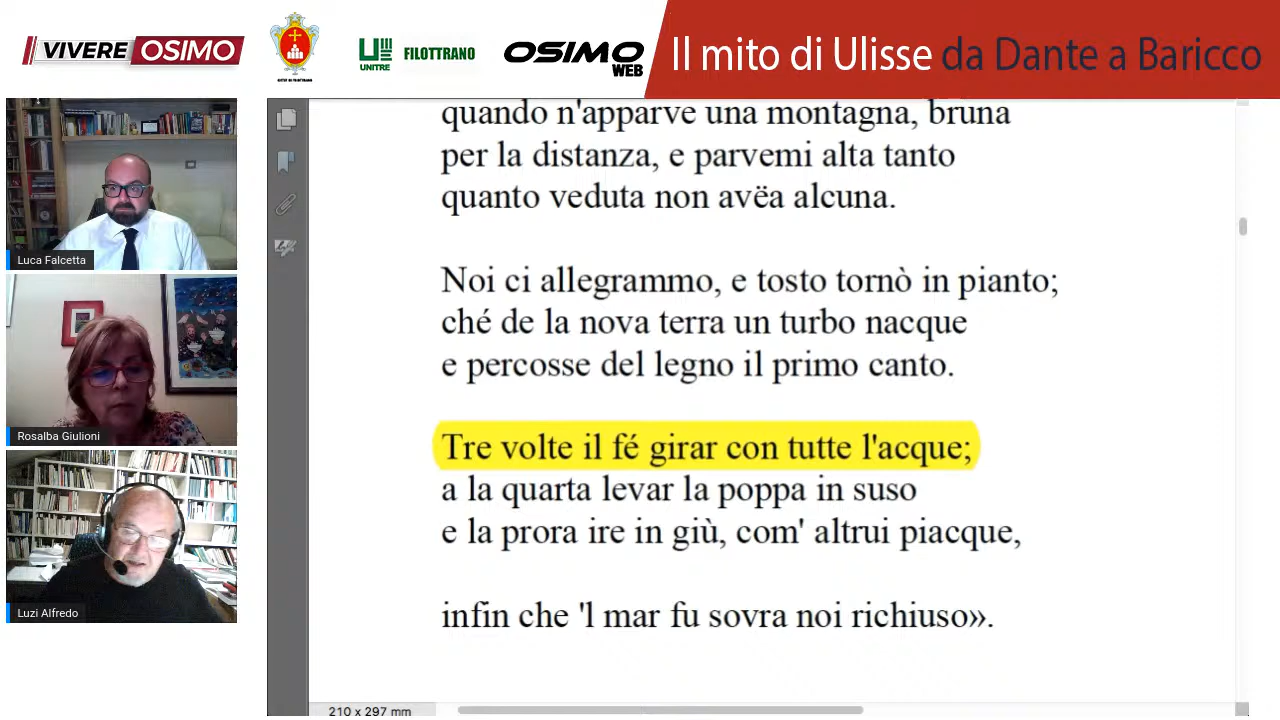 VIVERE OSIMO
UNITRE
FILOTTRANO
OSIMO
WEB
Il mito di Ulisse da Dante a Baricco
Luca Falcetta
Rosalba Giulioni
Luzi Alfredo
quando n'apparve una montagna, bruna
per la distanza, e parvemi alta tanto
quanto veduta non avëa alcuna.
Noi ci allegrammo, e tosto tornò in pianto;
ché de la nova terra un turbo nacque
e percosse del legno il primo canto.
Tre volte il fé girar con tutte l'acque;
a la quarta levar la poppa in suso
e la prora ire in giù, com' altrui piacque,
infin che 'l mar fu sovra noi richiuso».
210 x 297 mm